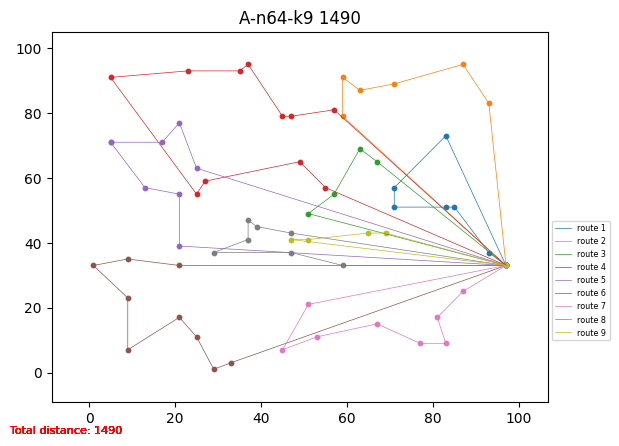 A-n64-k9 1490
100
80
60
40
20
0
0 20 40 60 80 100
route 1
route 2
route 3
route 4
route 5
route 6
route 7
route 8
route 9
Total distance: 1490